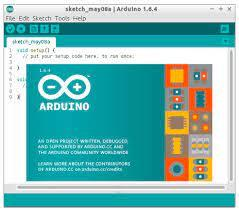 sketch_may08a | Arduino 1.6.4
File Edit Sketch Tools Help
sketch_may08a
1 void setup() {
2 // put your setup code here, to run once:
3
4 }
5
6 void
7 //
8
9 }
1.6.4
ARDUINO
AN OPEN PROJECT WRITTEN, DEBUGGED,
AND SUPPORTED BY ARDUINO.CC AND
THE ARDUINO COMMUNITY WORLDWIDE
LEARN MORE ABOUT THE CONTRIBUTORS
OF ARDUINO.CC on arduino.cc/credits